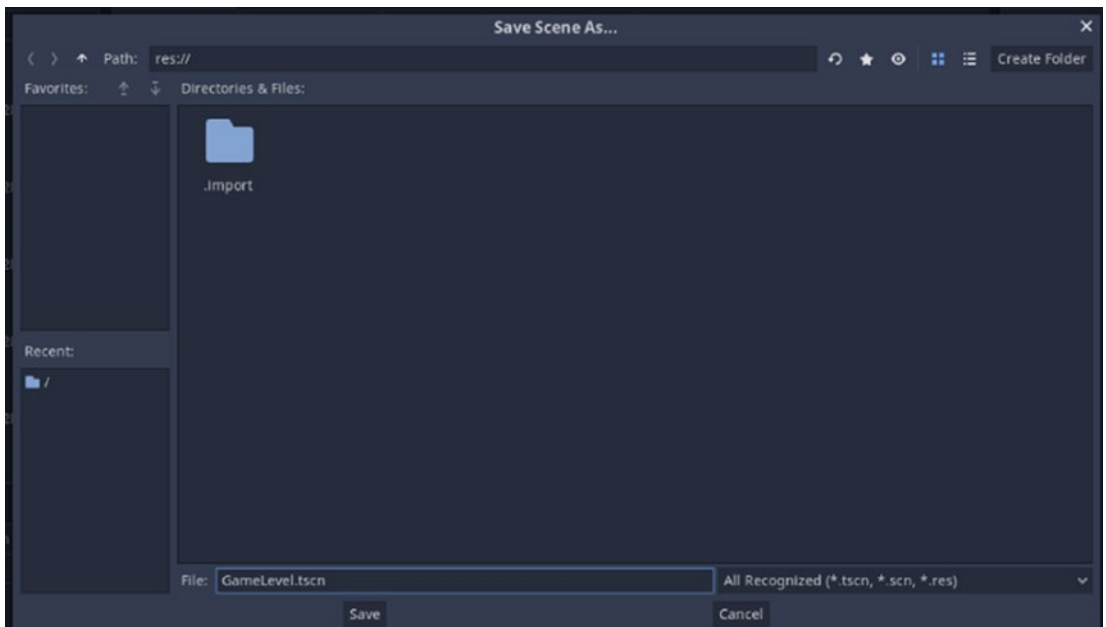 Save Scene As...
Path: res:// Create Folder
Favorites: Directories & Files:
.import
Recent:
/
File: GameLevel.tscn All Recognized (*.tscn, *.scn, *.res)
Save Cancel